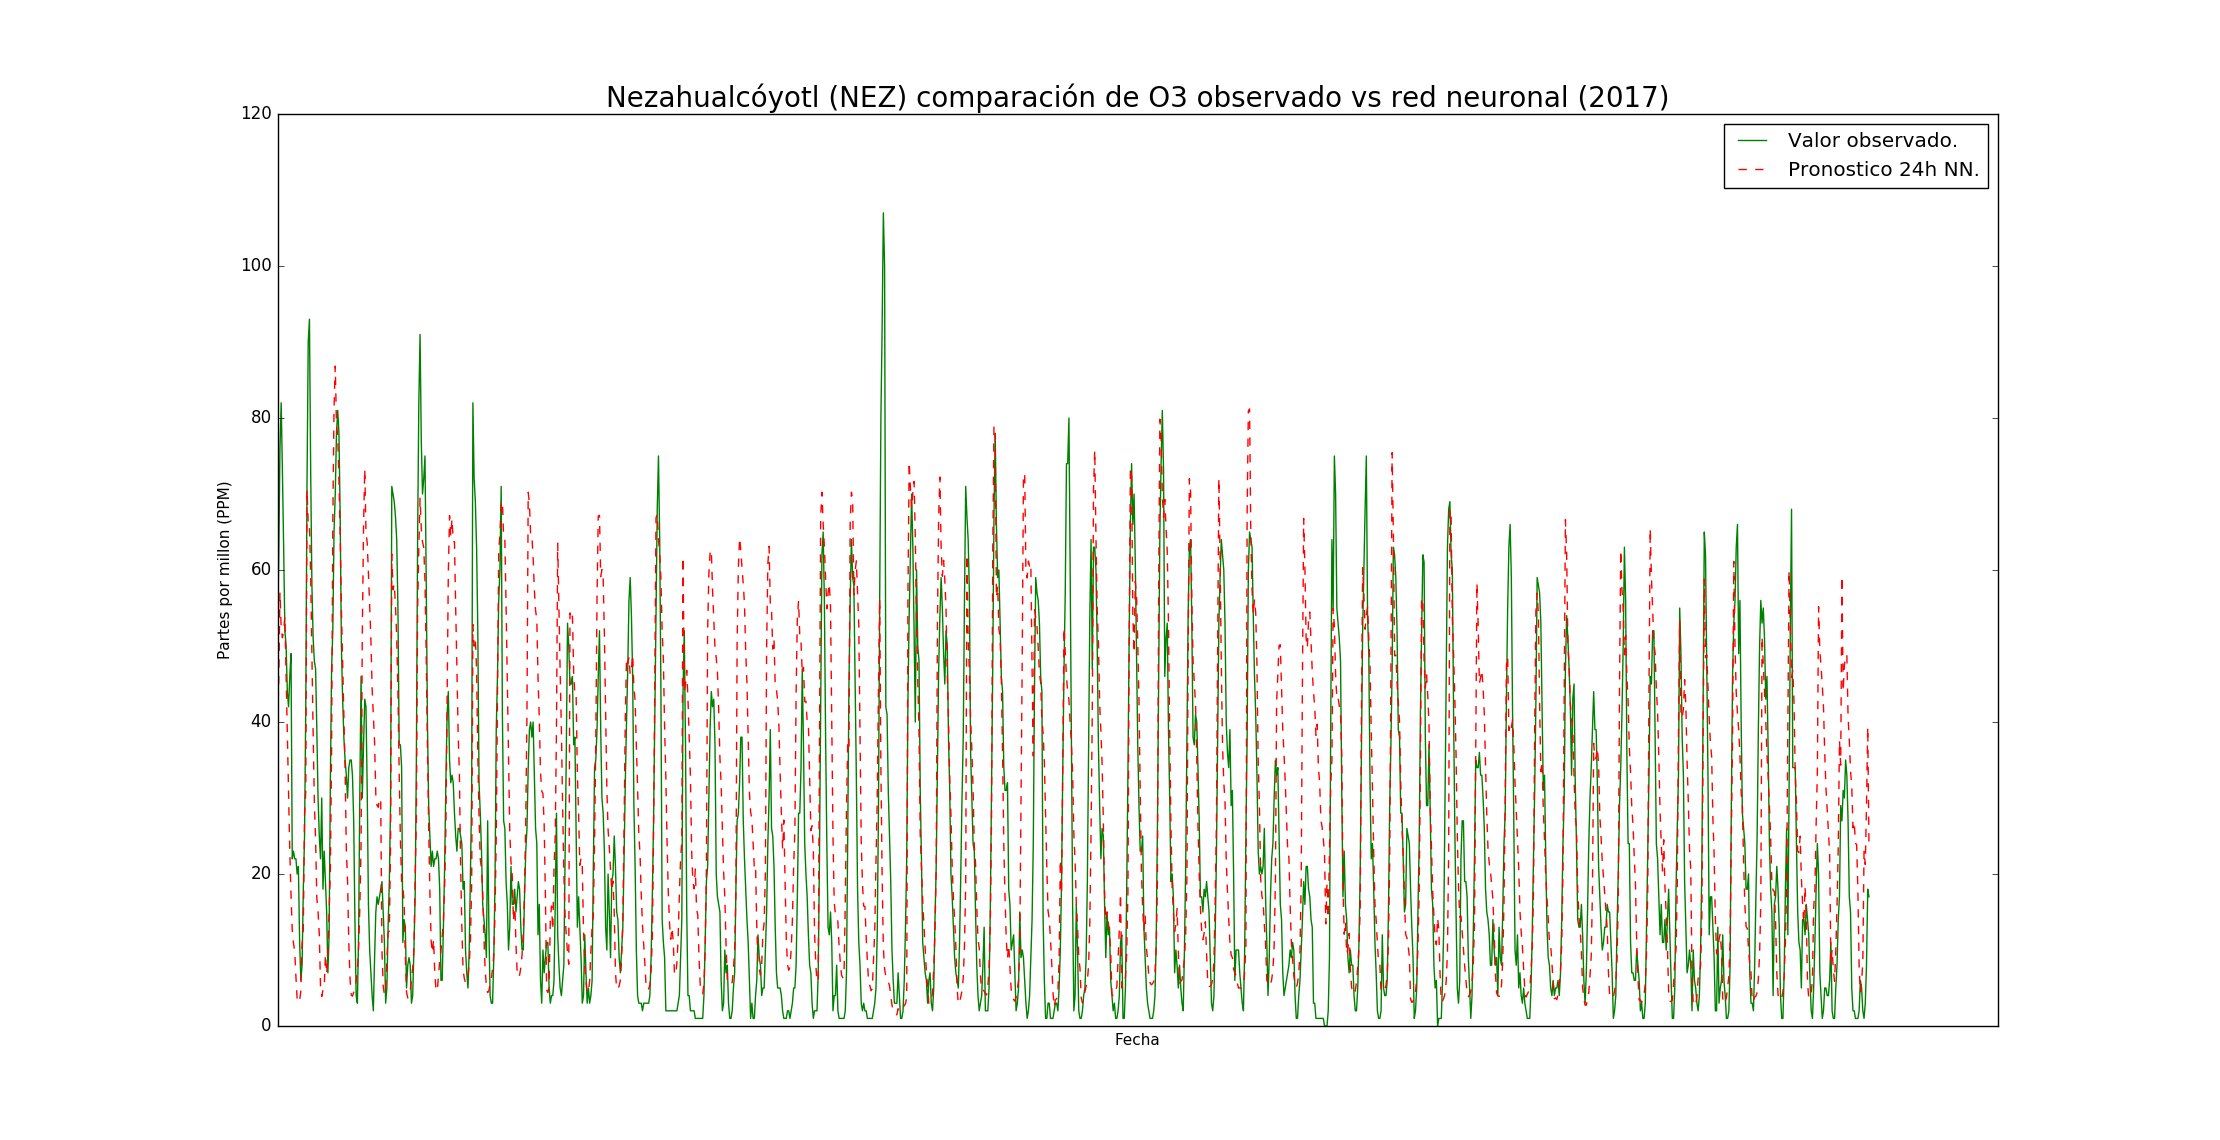 Nezahualcóyotl (NEZ) comparación de O3 observado vs red neuronal (2017)
120
100
80
60
40
20
0
Partes por millon (PPM)
Valor observado.
Pronostico 24h NN.
Fecha